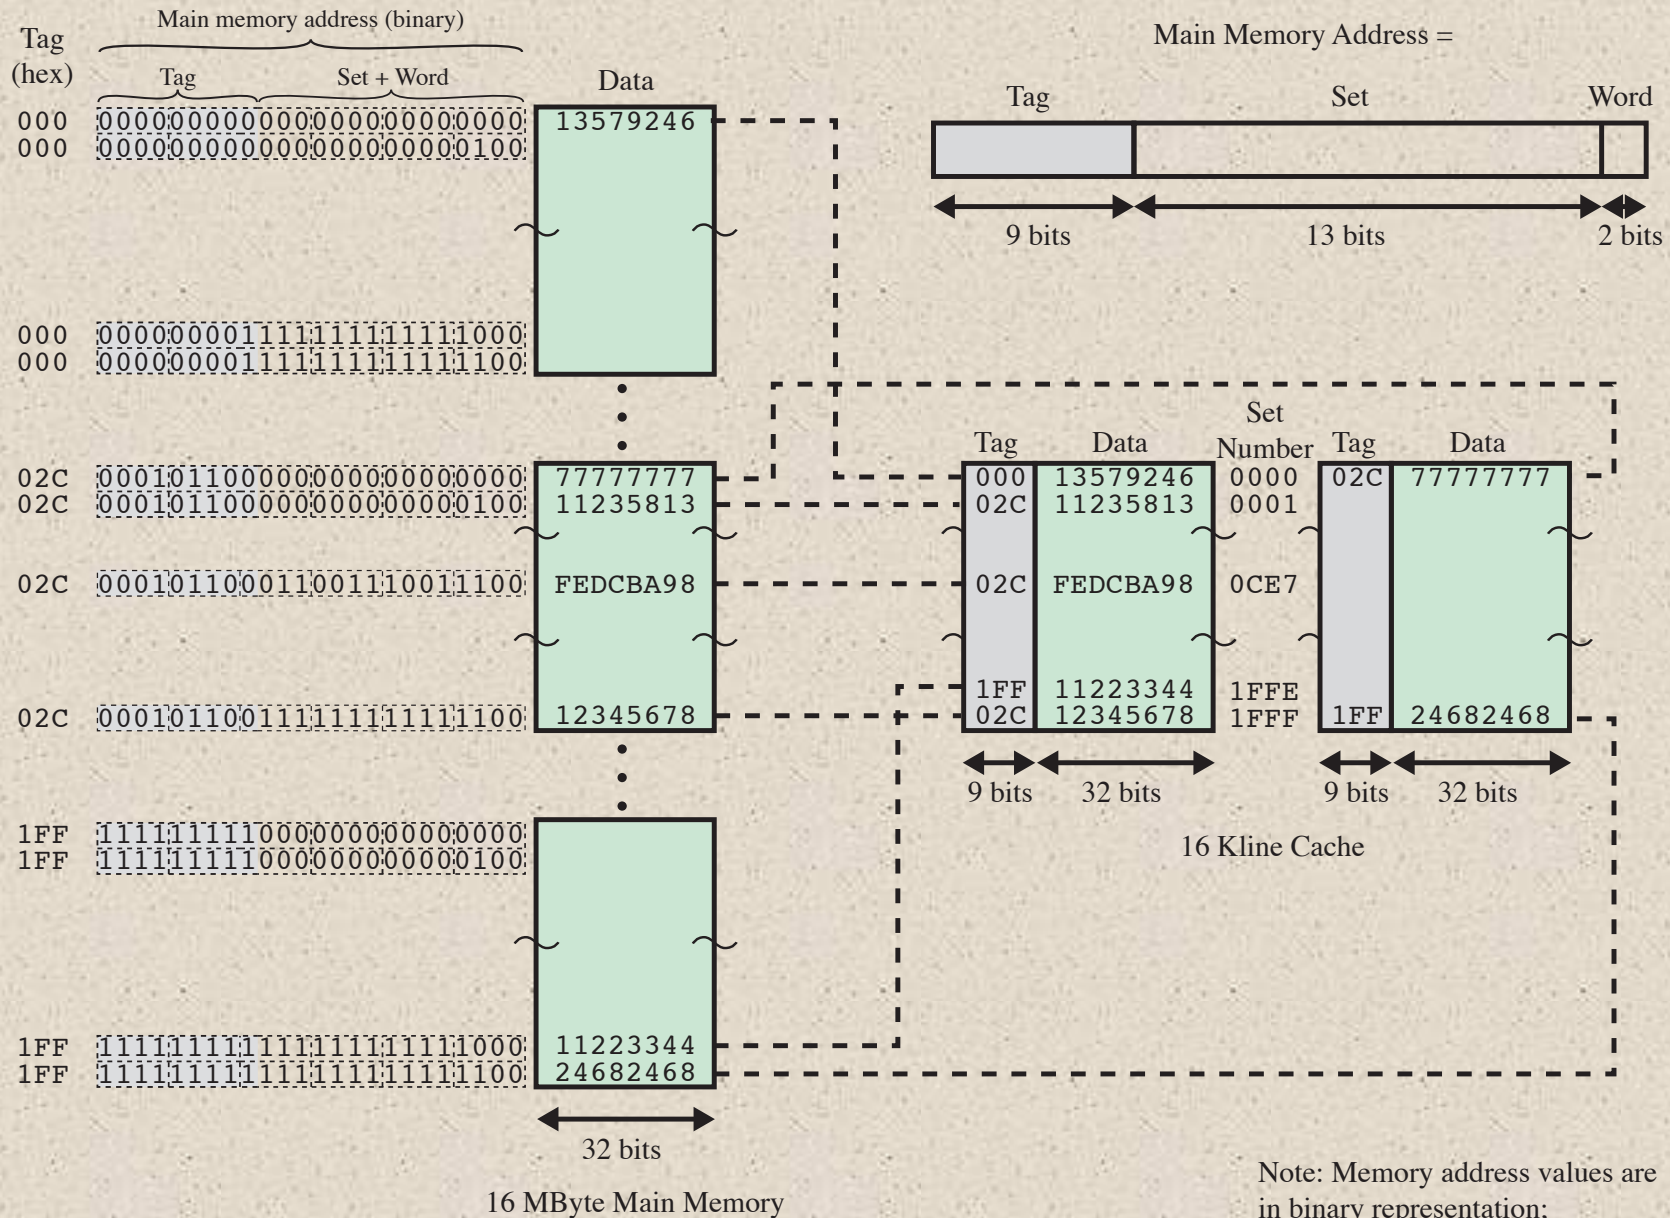 Main memory address (binary)
Tag
(hex)
Tag
Set + Word
Data
000 000000000000000000000000 13579246
000 000000000000000000000100
000 000000001111111111111000
000 000000001111111111111100
02C 000101100000000000000000 77777777
02C 000101100000000000000100 11235813
02C 000101100011001110011100 FEDCBA98
02C 000101100111111111111100 12345678
1FF 111111111000000000000000
1FF 111111111000000000000100
1FF 111111111111111111111000 11223344
1FF 111111111111111111111100 24682468
32 bits
16 MByte Main Memory
Main Memory Address =
Tag Set Word
9 bits 13 bits 2 bits
Set
Tag Data Number Tag Data
000 13579246 0000 02C 77777777
02C 11235813 0001
02C FEDCBA98 0CE7
1FF 11223344 1FFE
02C 12345678 1FFF 1FF 24682468
9 bits 32 bits 9 bits 32 bits
16 Kline Cache
Note: Memory address values are
in binary representation;